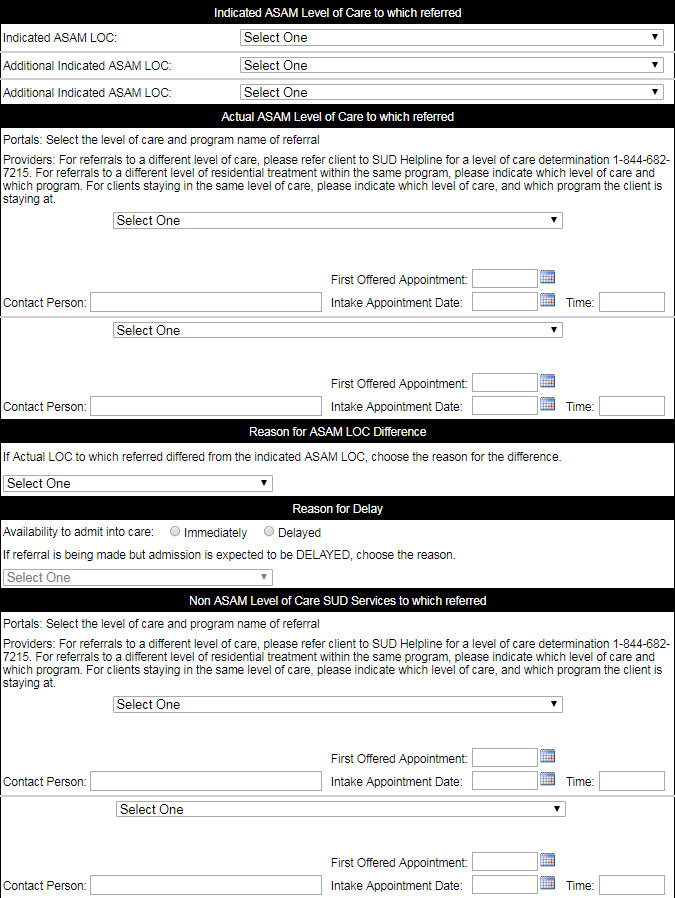 Indicated ASAM Level of Care to which referred
Indicated ASAM LOC: Select One
Additional Indicated ASAM LOC: Select One
Additional Indicated ASAM LOC: Select One
Actual ASAM Level of Care to which referred
Portals: Select the level of care and program name of referral
Providers: For referrals to a different level of care, please refer client to SUD Helpline for a level of care determination 1-844-682-
7215. For referrals to a different level of residential treatment within the same program, please indicate which level of care and
which program. For clients staying in the same level of care, please indicate which level of care, and which program the client is
staying at.
Select One
First Offered Appointment:
Contact Person: Intake Appointment Date: Time:
Select One
First Offered Appointment:
Contact Person: Intake Appointment Date: Time:
Reason for ASAM LOC Difference
If Actual LOC to which referred differed from the indicated ASAM LOC, choose the reason for the difference.
Select One
Reason for Delay
Availability to admit into care: Immediately Delayed
If referral is being made but admission is expected to be DELAYED, choose the reason.
Select One
Non ASAM Level of Care SUD Services to which referred
Portals: Select the level of care and program name of referral
Providers: For referrals to a different level of care, please refer client to SUD Helpline for a level of care determination 1-844-682-
7215. For referrals to a different level of residential treatment within the same program, please indicate which level of care and
which program. For clients staying in the same level of care, please indicate which level of care, and which program the client is
staying at.
Select One
First Offered Appointment:
Contact Person: Intake Appointment Date: Time:
Select One
First Offered Appointment:
Contact Person: Intake Appointment Date: Time: